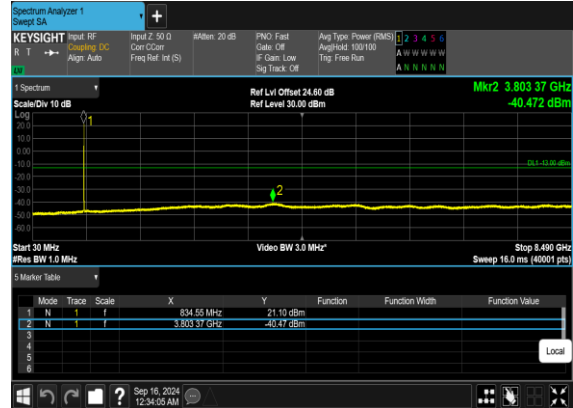 Spectrum Analyzer 1
Swept SA
+
KEYSIGHT Input: RF Input Z: 50 Ω #Atten: 20 dB PNO: Fast Avg Type: Power (RMS) 1 2 3 4 5 6
R T Coupling: DC Corr CCorr Gate: Off Avg|Hold: 100/100 A W W W W W
Align: Auto Freq Ref: Int (S) IF Gain: Low Trig: Free Run
Sig Track: Off A N N N N N
1 Spectrum Ref Lvl Offset 24.60 dB Mkr2 3.803 37 GHz
Scale/Div 10 dB Ref Level 30.00 dBm -40.472 dBm
Log
1
20.0
10.0
0.00
-10.0
DL1 -13.00 dBm
-20.0
-30.0
2
-40.0
-50.0
-60.0
Start 30 MHz Video BW 3.0 MHz* Stop 8.490 GHz
#Res BW 1.0 MHz Sweep 16.0 ms (40001 pts)
5 Marker Table
Mode Trace Scale X Y Function Function Width Function Value
1 N 1 f 834.55 MHz 21.10 dBm
2 N 1 f 3.803 37 GHz -40.47 dBm
3
4
5
6
Local
? Sep 16, 2024
12:34:05 AM